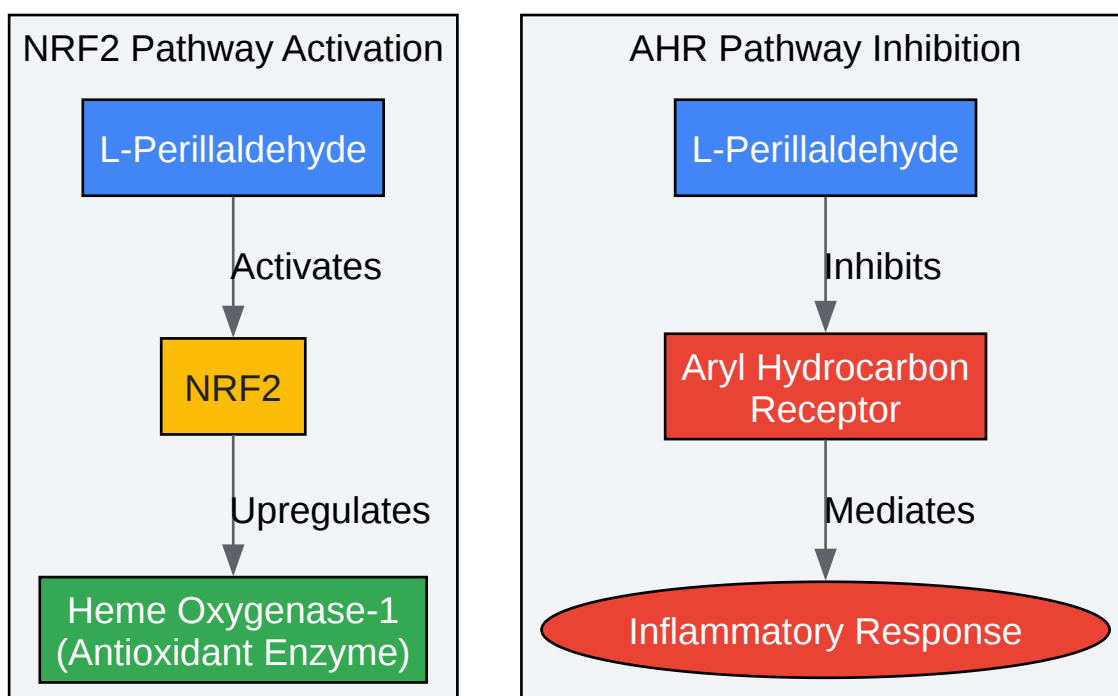 NRF2 Pathway Activation
L-Perillaldehyde
Activates
NRF2
Upregulates
Heme Oxygenase-1
(Antioxidant Enzyme)
AHR Pathway Inhibition
L-Perillaldehyde
Inhibits
Aryl Hydrocarbon
Receptor
Mediates
Inflammatory Response